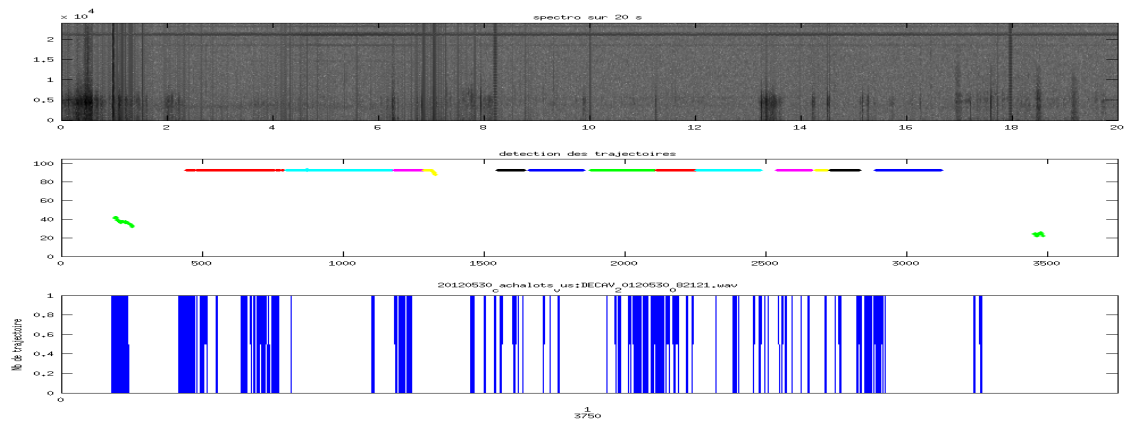 x 10^4
spectro sur 20 s
2
1.5
1
0.5
0
0 2 4 6 8 10 12 14 16 18 20
detection des trajectoires
100
80
60
40
20
0
0 500 1000 1500 2000 2500 3000 3500
20120530_achalots_us:DECAV_0120530_82121.wav
c v 2 0
1
0.8
0.6
0.4
0.2
0
Nb de trajectoire
0
1
3750